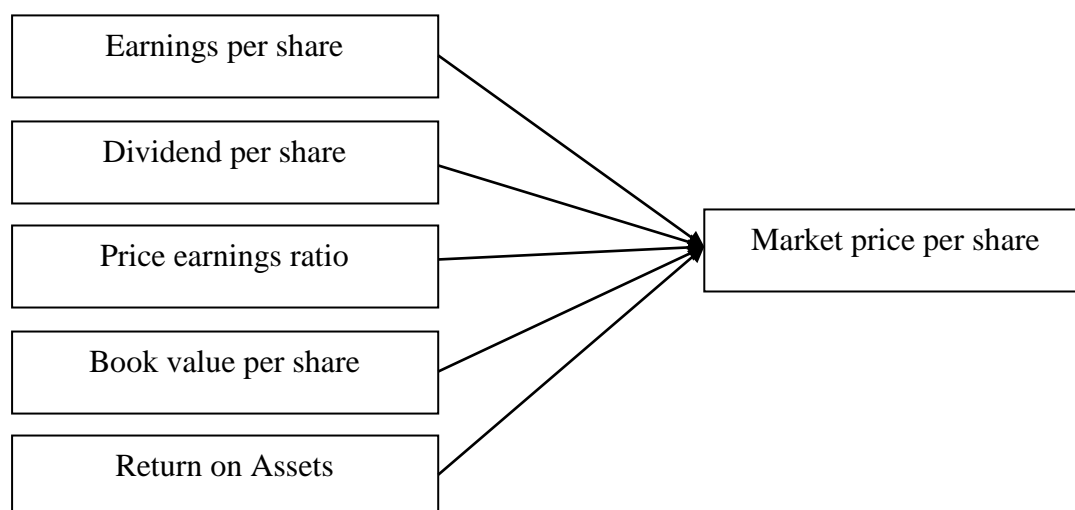 Earnings per share
Dividend per share
Price earnings ratio
Book value per share
Return on Assets
Market price per share